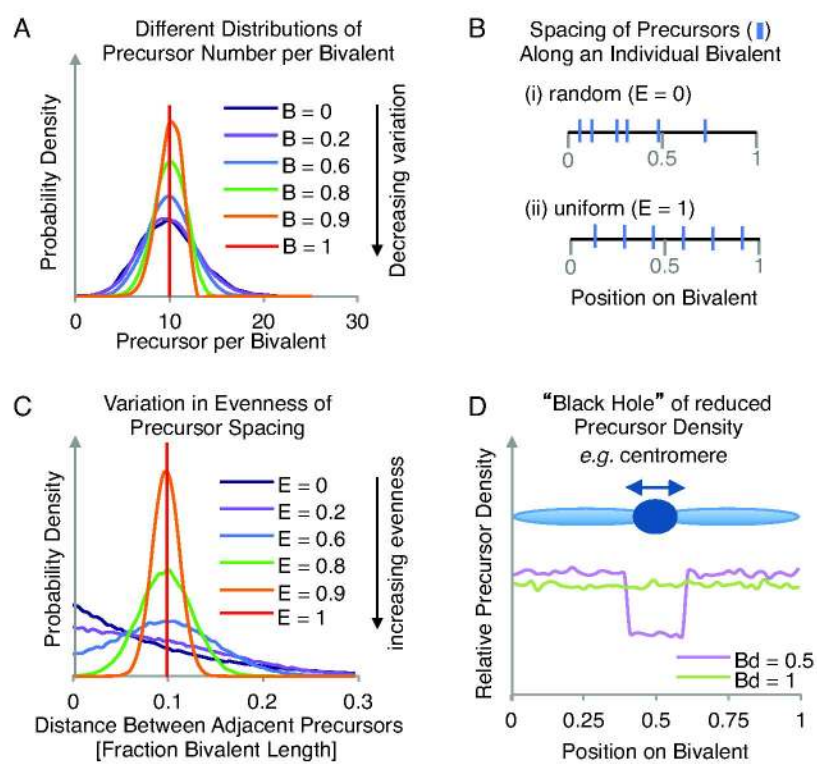 A
Different Distributions of
Precursor Number per Bivalent
Probability Density
B = 0
B = 0.2
B = 0.6
B = 0.8
B = 0.9
B = 1
Decreasing variation
0 10 20 30
Precursor per Bivalent
B
Spacing of Precursors ( )
Along an Individual Bivalent
(i) random (E = 0)
0 0.5 1
(ii) uniform (E = 1)
0 0.5 1
Position on Bivalent
C
Variation in Evenness of
Precursor Spacing
Probability Density
E = 0
E = 0.2
E = 0.6
E = 0.8
E = 0.9
E = 1
increasing evenness
0 0.1 0.2 0.3
Distance Between Adjacent Precursors
[Fraction Bivalent Length]
D
“Black Hole” of reduced
Precursor Density
e.g. centromere
Relative Precursor Density
Bd = 0.5
Bd = 1
0 0.25 0.5 0.75 1
Position on Bivalent